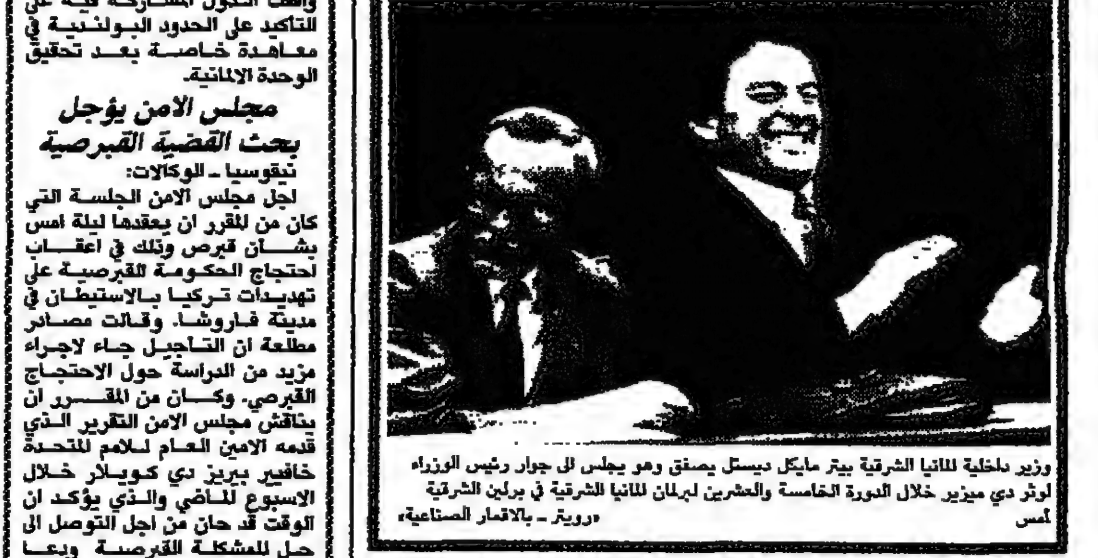 وافقت الدول المشاركة فيه على
للتأكيد على الحدود البولندية في
معاهدة خاصة بعد تحقيق
الوحدة الالمانية.
مجلس الامن يؤجل
بحث القضية القبرصية
نيقوسيا ـ الوكالات:
اجل مجلس الامن الجلسة التي
كان من المقرر ان يعقدها ليلة امس
بشأن قبرص وذلك في اعقاب
احتجاج الحكومة القبرصية على
تهديدات تركيا بالاستيطان في
مدينة فاروشا. وقالت مصادر
مطلعة ان التأجيل جاء لاجراء
مزيد من الدراسة حول الاحتجاج
القبرصي. وكان من المقرر ان
يناقش مجلس الامن التقرير الذي
قدمه الامين العام للامم المتحدة
خافيير بيريز دي كويلار خلال
الاسبوع الماضي والذي يؤكد ان
الوقت قد حان من اجل التوصل الى
حل للمشكلة القبرصية ودعا
وزير داخلية المانيا الشرقية بيتر مايكل ديستل يصفق وهو يجلس الى جوار رئيس الوزراء
لوثر دي ميزير خلال الدورة الخامسة والعشرين لبرلمان المانيا الشرقية في برلين الشرقية
أمس
«رويتر ـ بالاقمار الصناعية»